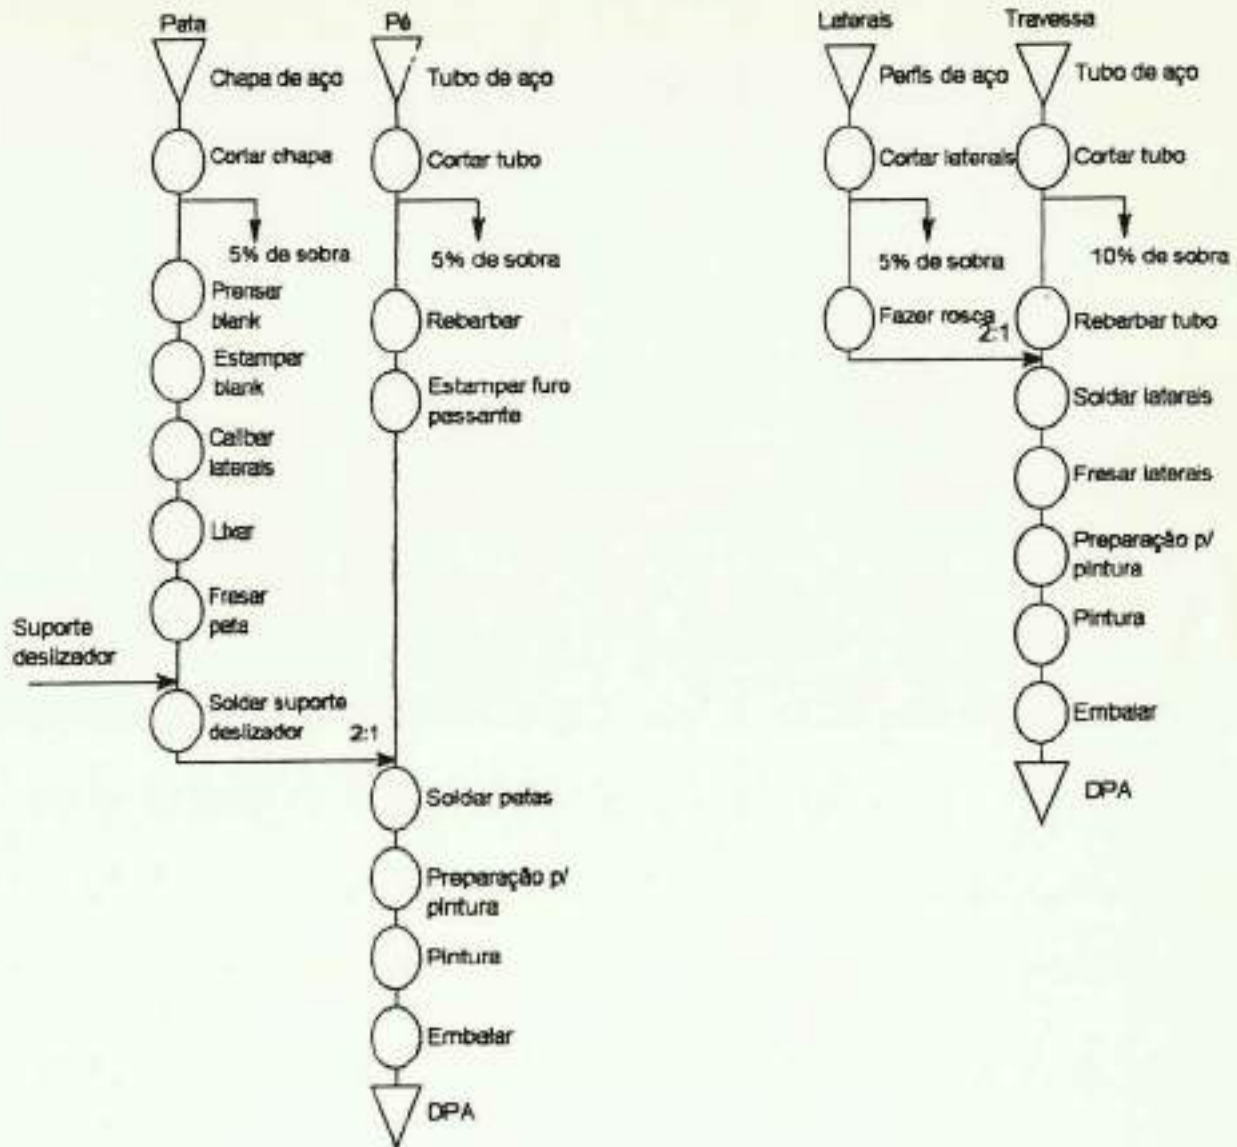 Pata
Chapa de aço
Cortar chapa
5% de sobra
Prensar
blank
Estampar
blank
Caliber
laterais
Lixar
Fresar
pata
Suporte
deslizador
Soldar suporte
deslizador
2:1
Pé
Tubo de aço
Cortar tubo
5% de sobra
Rebarbar
Estampar furo
passante
Soldar patas
Preparação p/
pintura
Pintura
Embalar
DPA
Laterais
Perfis de aço
Cortar laterais
5% de sobra
Fazer rosca
2:1
Travessa
Tubo de aço
Cortar tubo
10% de sobra
Rebarbar tubo
Soldar laterais
Fresar laterais
Preparação p/
pintura
Pintura
Embalar
DPA